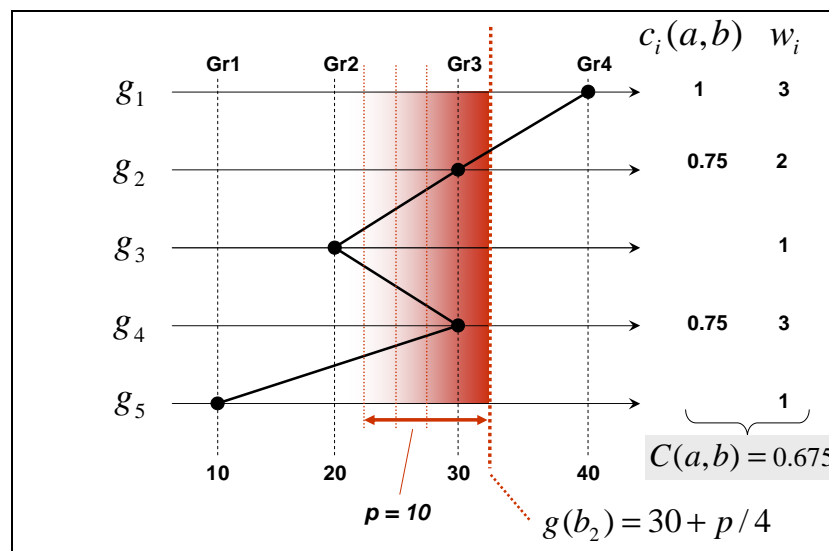 c_i(a,b) w_i
Gr1 Gr2 Gr3 Gr4
g_1 1 3
g_2 0.75 2
g_3 1
g_4 0.75 3
g_5 1
C(a,b) = 0.675
10 20 30 40
p = 10
g(b_2) = 30 + p / 4